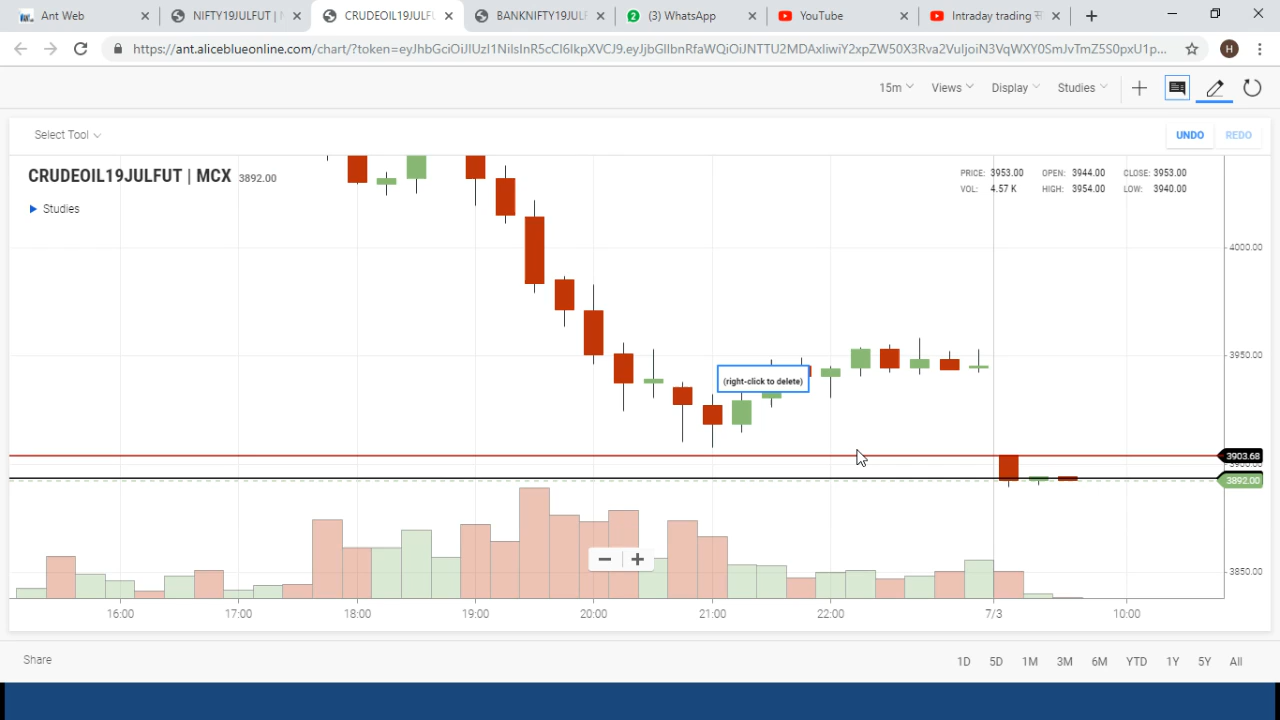 Ant Web
NIFTY19JULFUT |
CRUDEOIL19JULFU
BANKNIFTY19JULF
(3) WhatsApp
YouTube
Intraday trading
https://ant.aliceblueonline.com/chart/?token=
H
15m
Views
Display
Studies
Select Tool
UNDO
REDO
CRUDEOIL19JULFUT | MCX 3892.00
PRICE: 3953.00 OPEN: 3944.00 CLOSE: 3953.00
VOL: 4.57 K HIGH: 3954.00 LOW: 3940.00
Studies
4000.00
3950.00
(right-click to delete)
3903.68
3900.00
3892.00
3850.00
16:00 17:00 18:00 19:00 20:00 21:00 22:00 7/3 10:00
Share
1D 5D 1M 3M 6M YTD 1Y 5Y All